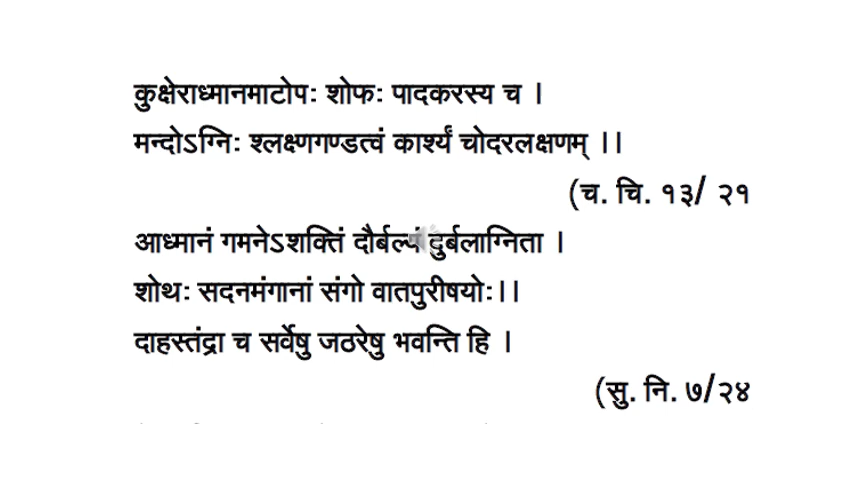 कुक्षेराध्मानमाटोपः शोफः पादकरस्य च ।
मन्दोऽग्निः श्लक्ष्णगण्डत्वं कार्श्यं चोदरलक्षणम् ।।
(च. चि. १३/ २१
आध्मानं गमनेऽशक्तिं दौर्बल्यं दुर्बलाग्निता ।
शोथः सदनमंगानां संगो वातपुरीषयोः।।
दाहस्तंद्रा च सर्वेषु जठरेषु भवन्ति हि ।
(सु. नि. ७/२४